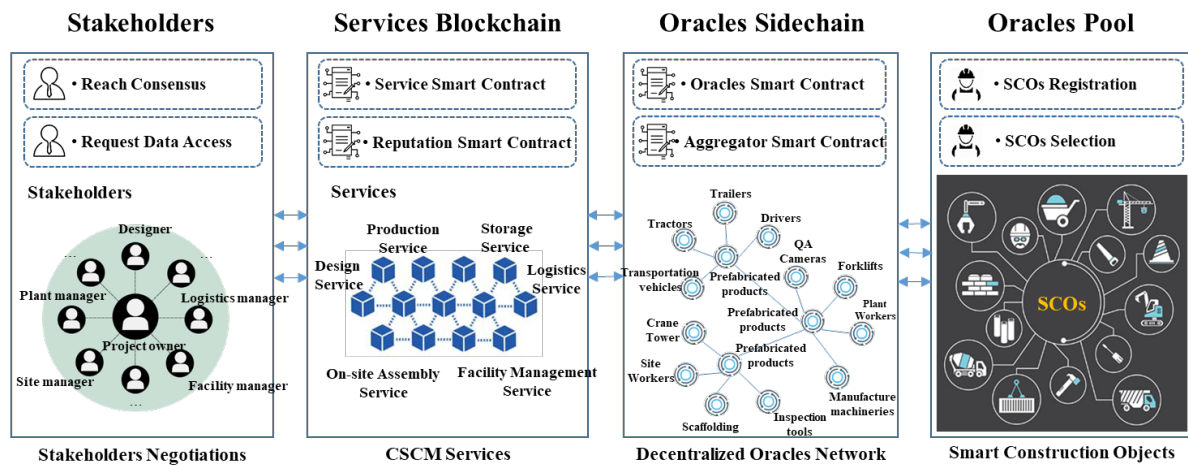 Stakeholders
Services Blockchain
Oracles Sidechain
Oracles Pool
• Reach Consensus
• Request Data Access
• Service Smart Contract
• Reputation Smart Contract
• Oracles Smart Contract
• Aggregator Smart Contract
• SCOs Registration
• SCOs Selection
Stakeholders
Designer
...
...
Plant manager
Logistics manager
Project owner
Site manager
Facility manager
...
Services
Production
Service
Storage
Service
Design
Service
Logistics
Service
On-site Assembly
Service
Facility Management
Service
Trailers
Tractors
Drivers
QA
Cameras
Transportation
vehicles
Prefabricated
products
Forklifts
Prefabricated
products
Plant
Workers
Crane
Tower
Prefabricated
products
Site
Workers
Manufacture
machineries
Scaffolding
Inspection
tools
SCOs
Stakeholders Negotiations
CSCM Services
Decentralized Oracles Network
Smart Construction Objects